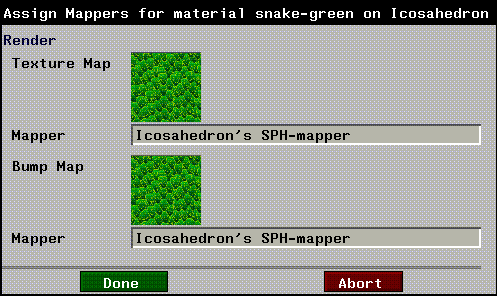 Assign Mappers for material snake-green on Icosahedron
Render
Texture Map
Mapper Icosahedron's SPH-mapper
Bump Map
Mapper Icosahedron's SPH-mapper
Done Abort